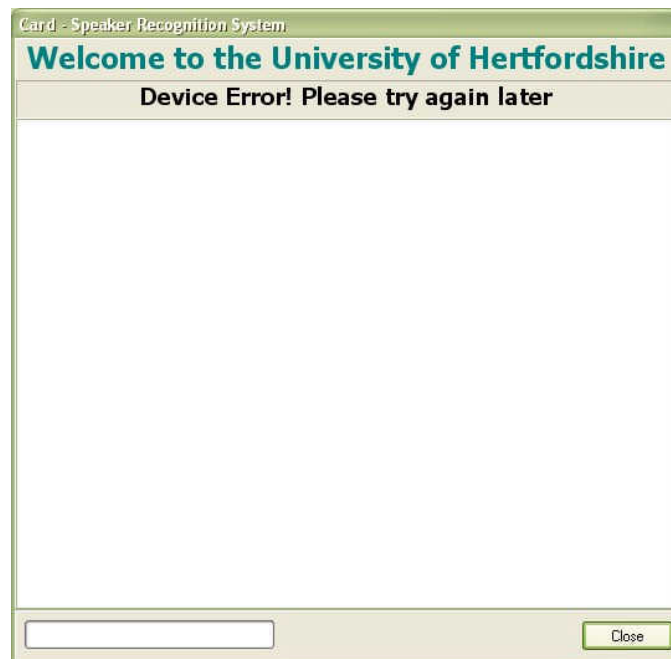 Card - Speaker Recognition System
Welcome to the University of Hertfordshire
Device Error! Please try again later
Close